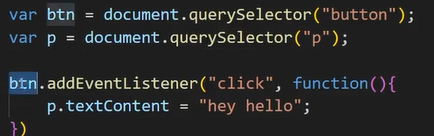 var btn = document.querySelector("button");
var p = document.querySelector("p");
btn.addEventListener("click", function(){
p.textContent = "hey hello";
})